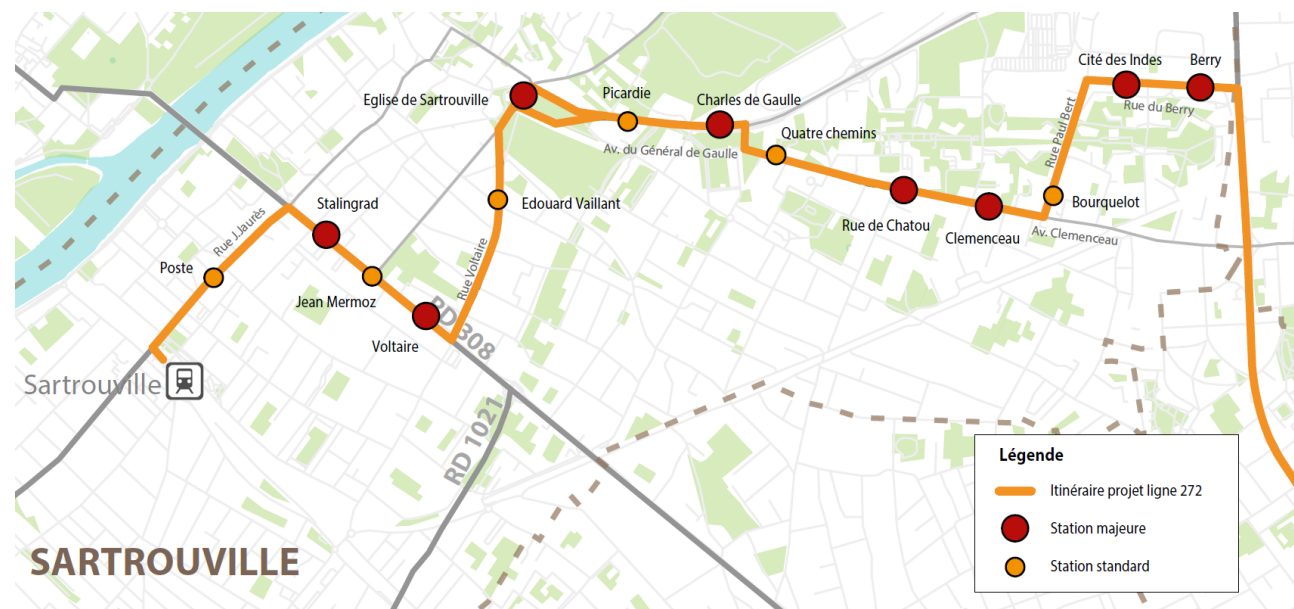 Cité des Indes
Berry
Eglise de Sartrouville
Picardie
Charles de Gaulle
Rue du Berry
Quatre chemins
Rue Paul Bert
Av. du Général de Gaulle
Stalingrad
Edouard Vaillant
Bourquelot
Rue J.Jaurès
Rue de Chatou
Clemenceau
Av. Clemenceau
Poste
Jean Mermoz
Rue Voltaire
RD 308
Voltaire
Sartrouville
RD 1021
Légende
Itinéraire projet ligne 272
Station majeure
Station standard
SARTROUVILLE